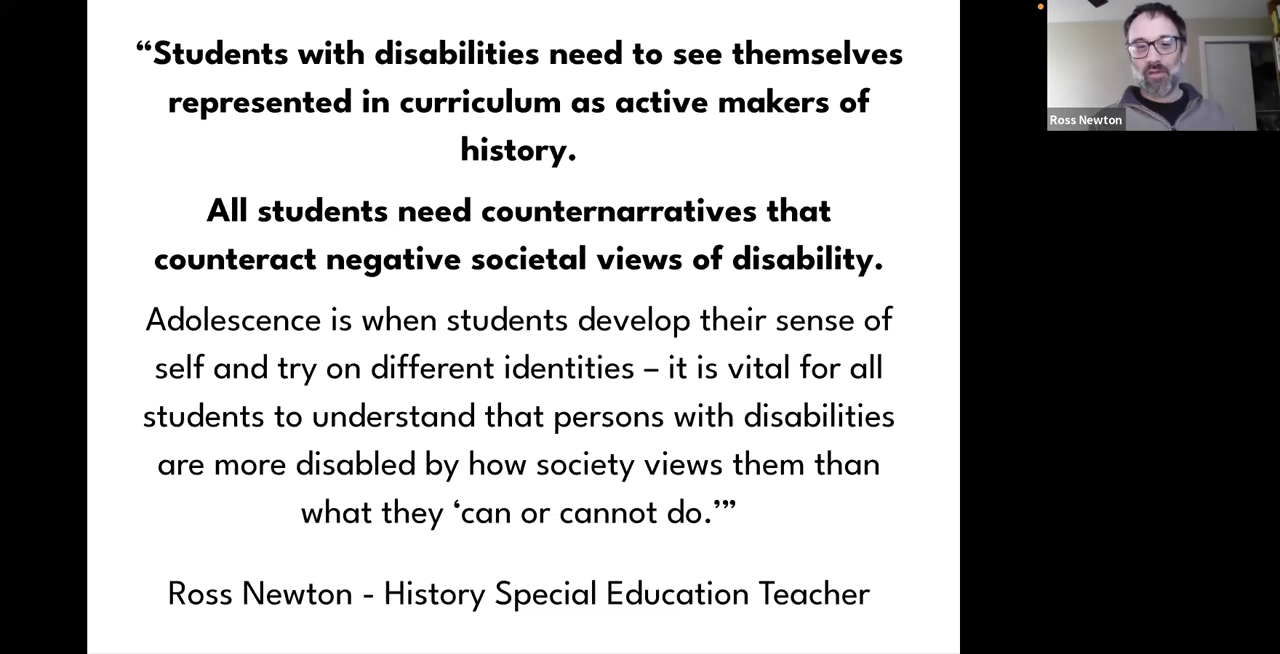 “Students with disabilities need to see themselves
represented in curriculum as active makers of
history.
All students need counternarratives that
counteract negative societal views of disability.
Adolescence is when students develop their sense of
self and try on different identities – it is vital for all
students to understand that persons with disabilities
are more disabled by how society views them than
what they ‘can or cannot do.’”
Ross Newton - History Special Education Teacher
Ross Newton